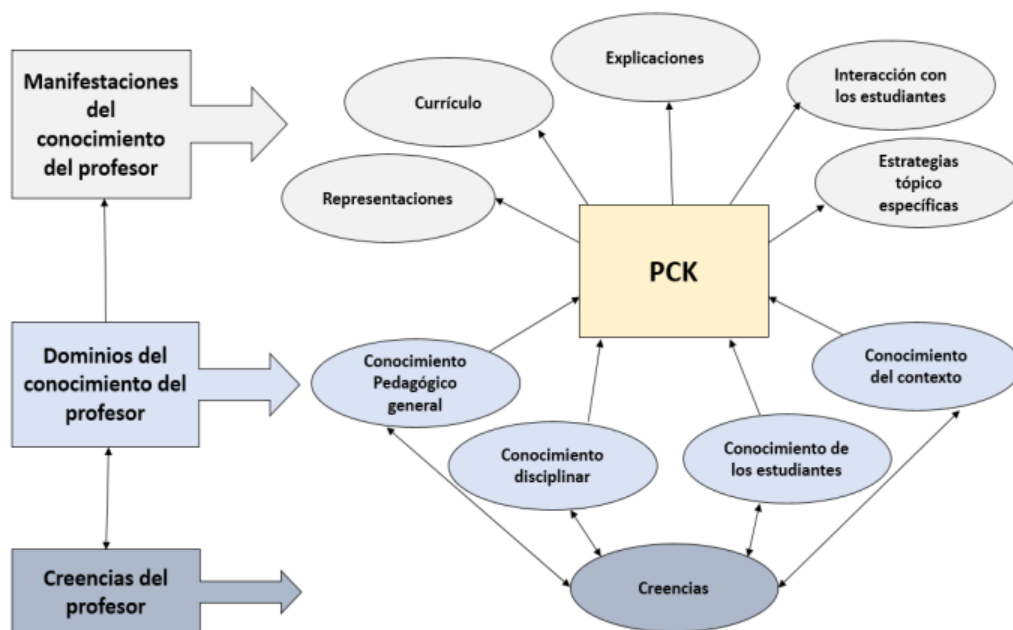 Manifestaciones
del
conocimiento
del profesor
Explicaciones
Currículo
Interacción con
los estudiantes
Representaciones
Estrategias
tópico
específicas
PCK
Dominios del
conocimiento del
profesor
Conocimiento
Pedagógico
general
Conocimiento
del contexto
Conocimiento
disciplinar
Conocimiento de
los estudiantes
Creencias del
profesor
Creencias